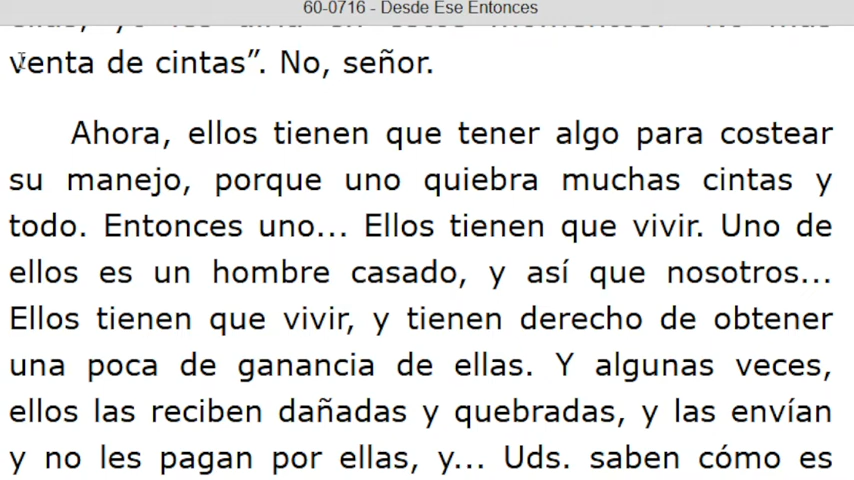 60-0716 - Desde Ese Entonces
venta de cintas”. No, señor.
Ahora, ellos tienen que tener algo para costear
su manejo, porque uno quiebra muchas cintas y
todo. Entonces uno... Ellos tienen que vivir. Uno de
ellos es un hombre casado, y así que nosotros...
Ellos tienen que vivir, y tienen derecho de obtener
una poca de ganancia de ellas. Y algunas veces,
ellos las reciben dañadas y quebradas, y las envían
y no les pagan por ellas, y... Uds. saben cómo es